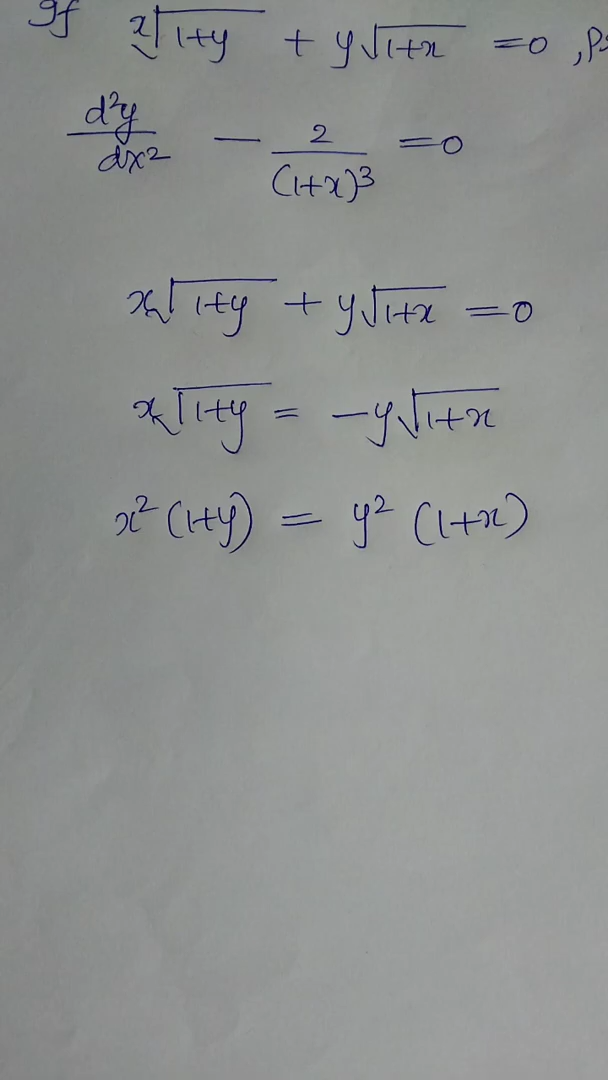 If x√(1+y) + y√(1+x) =0 ,
d²y/dx² − 2/(1+x)³ =0
x√(1+y) + y√(1+x) =0
x√(1+y) = −y√(1+x)
x² (1+y) = y² (1+x)